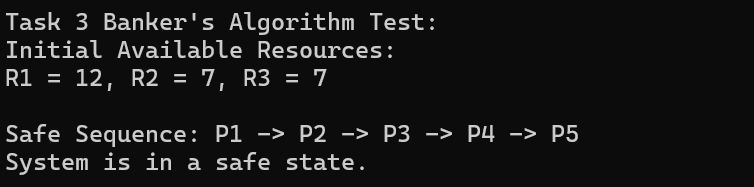 Task 3 Banker's Algorithm Test:
Initial Available Resources:
R1 = 12, R2 = 7, R3 = 7
Safe Sequence: P1 -> P2 -> P3 -> P4 -> P5
System is in a safe state.